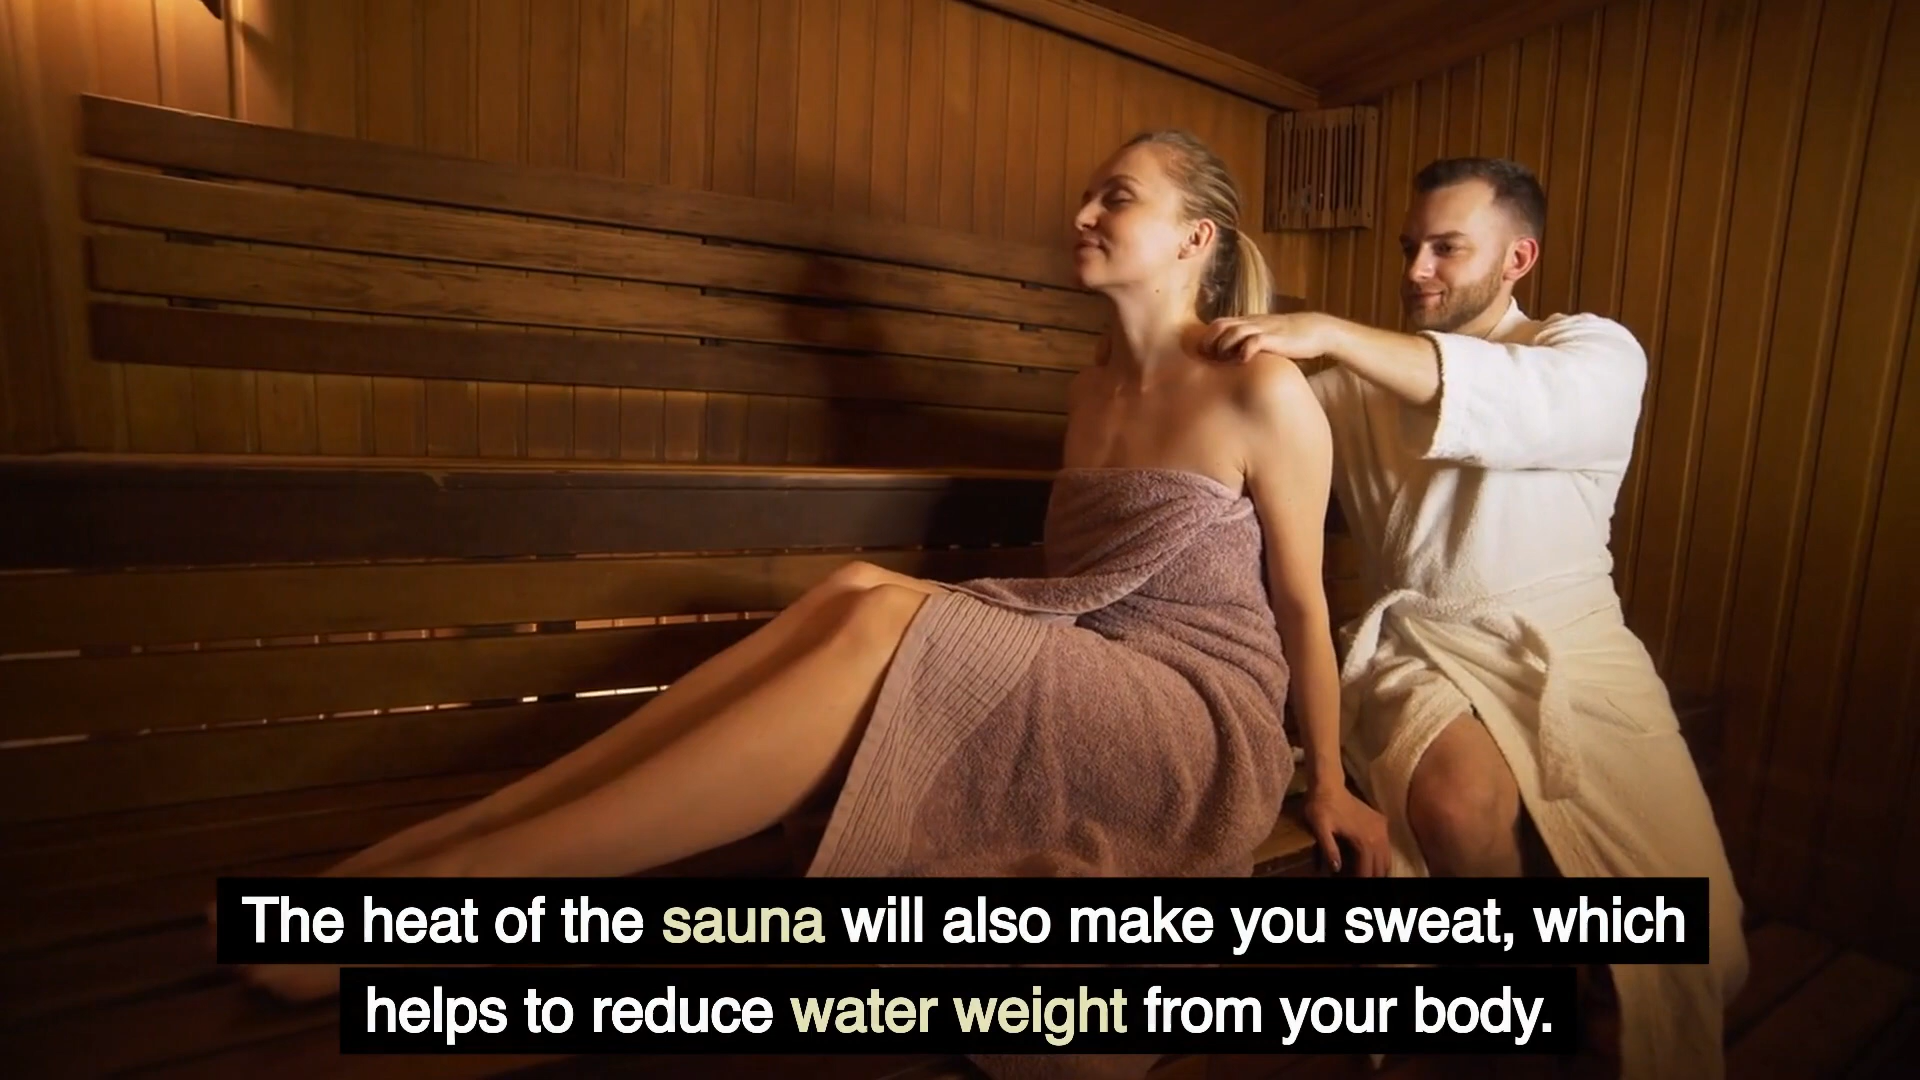 The heat of the sauna will also make you sweat, which
helps to reduce water weight from your body.